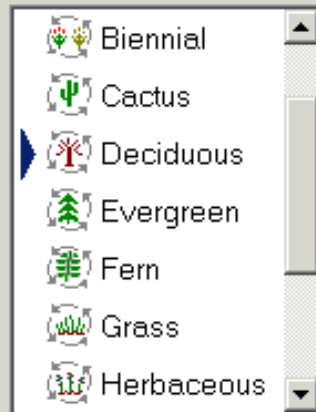 Biennial
Cactus
Deciduous
Evergreen
Fern
Grass
Herbaceous